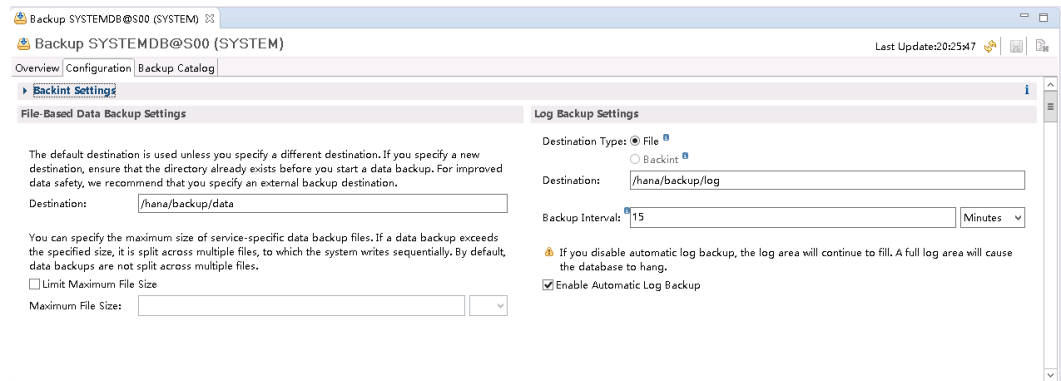 Backup SYSTEMDB@S00 (SYSTEM)
Backup SYSTEMDB@S00 (SYSTEM)
Last Update:20:25:47
Overview Configuration Backup Catalog
Backint Settings
File-Based Data Backup Settings
The default destination is used unless you specify a different destination. If you specify a new
destination, ensure that the directory already exists before you start a data backup. For improved
data safety, we recommend that you specify an external backup destination.
Destination: /hana/backup/data
You can specify the maximum size of service-specific data backup files. If a data backup exceeds
the specified size, it is split across multiple files, to which the system writes sequentially. By default,
data backups are not split across multiple files.
Limit Maximum File Size
Maximum File Size:
Log Backup Settings
Destination Type: File
Backint
Destination: /hana/backup/log
Backup Interval: 15 Minutes
If you disable automatic log backup, the log area will continue to fill. A full log area will cause
the database to hang.
Enable Automatic Log Backup